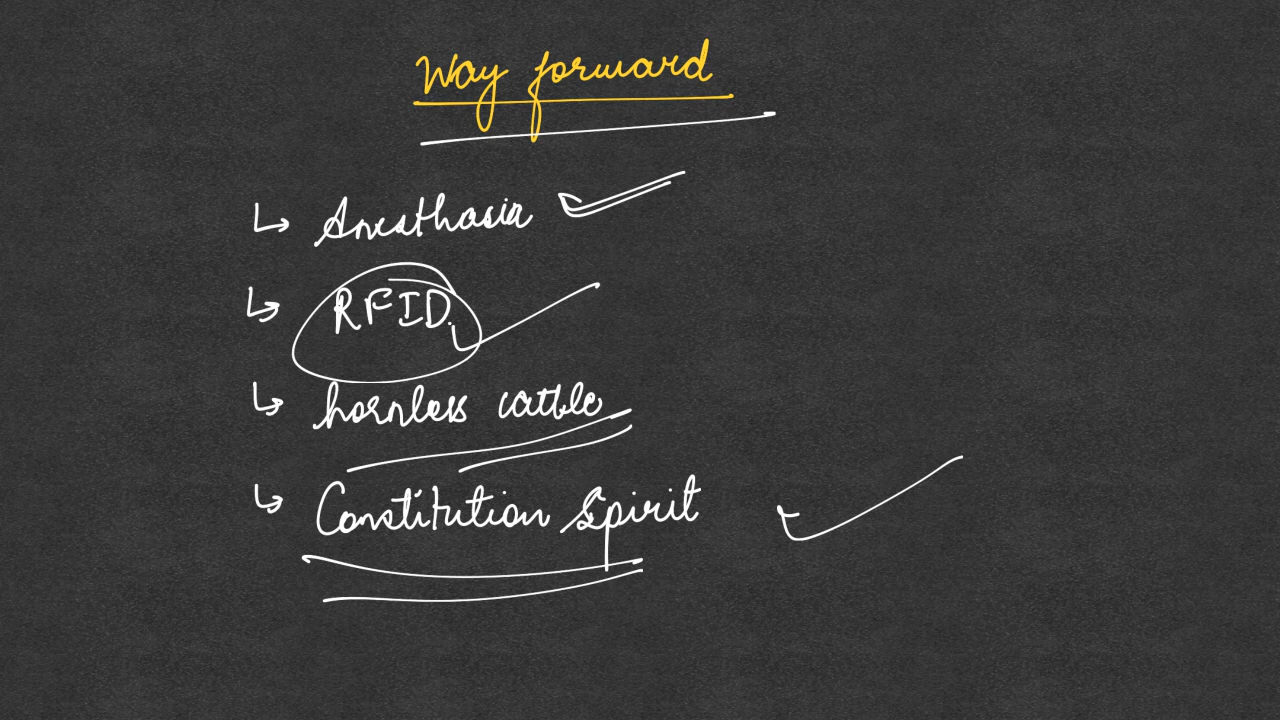 Way forward
↳ Anesthasia
↳ RFID
↳ hornless cattle
↳ Constitution Spirit